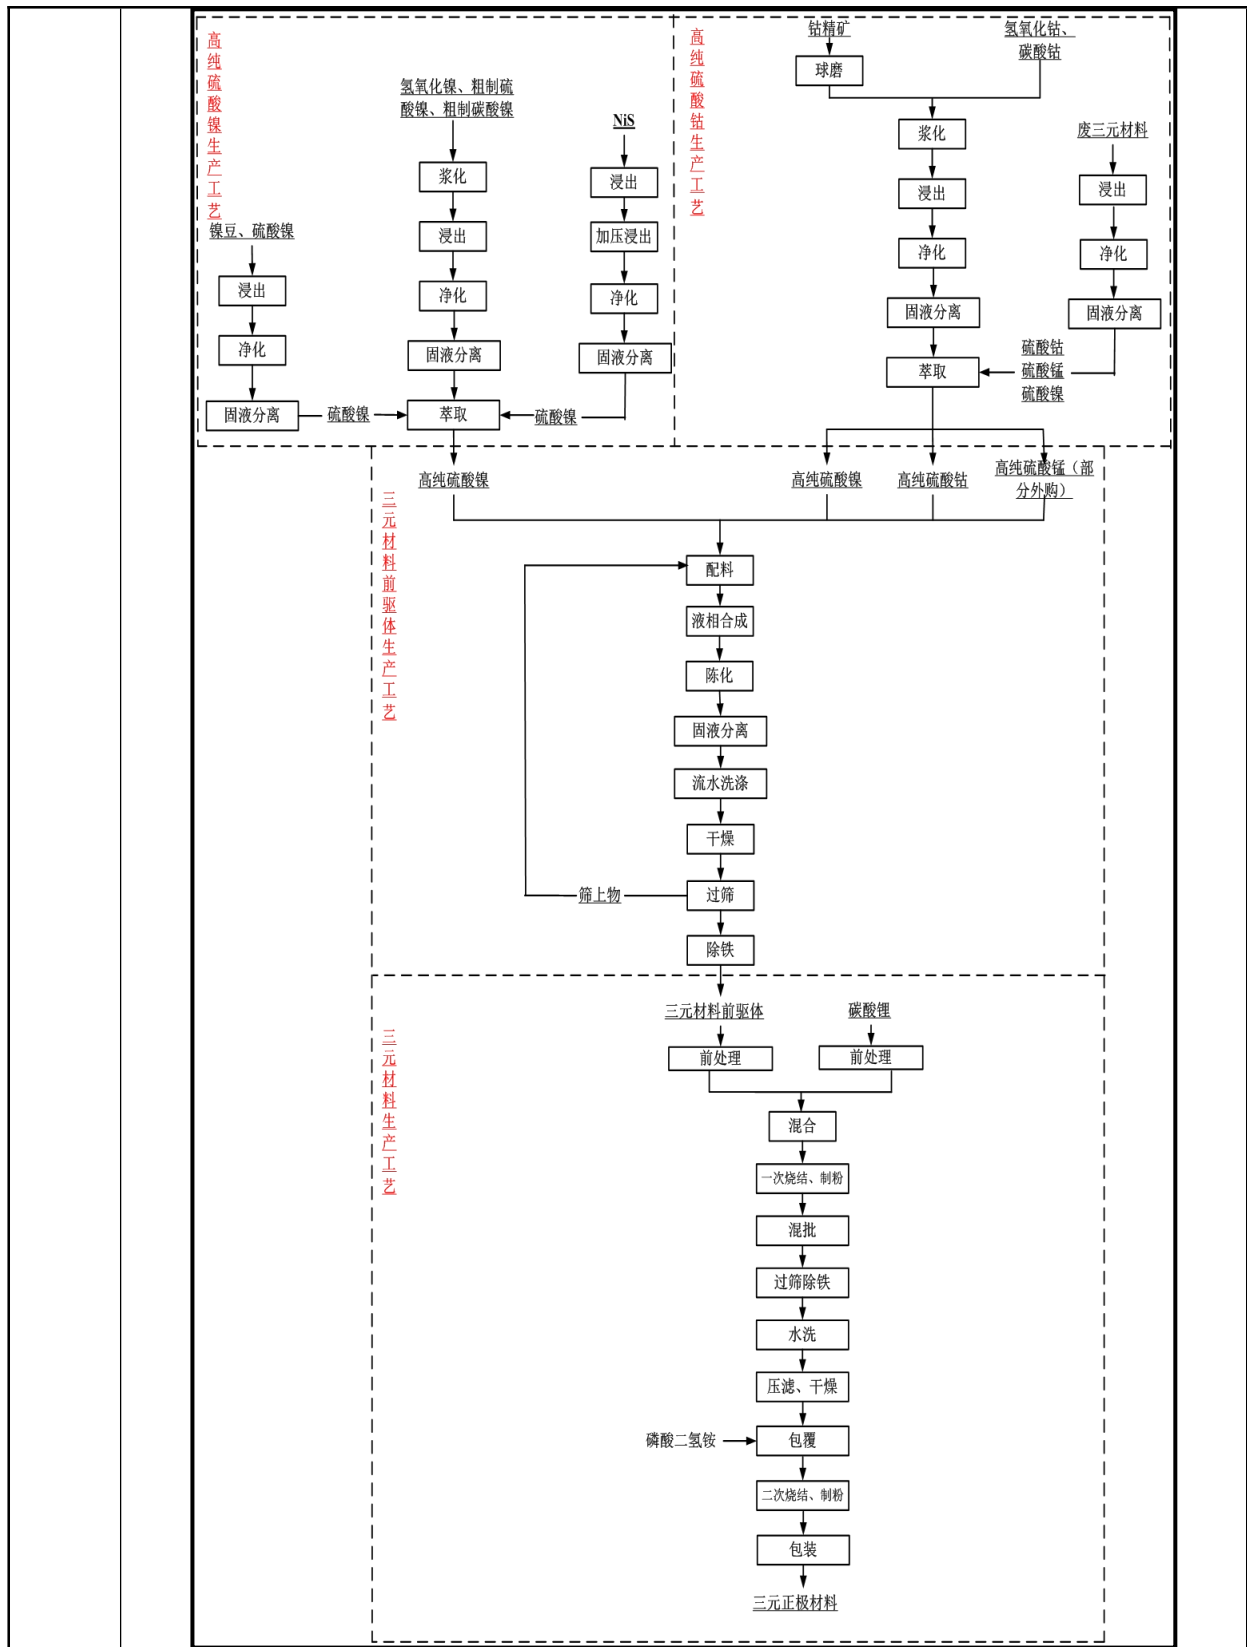 高纯硫酸镍生产工艺
镍豆、硫酸镍
浸出
净化
固液分离
硫酸镍
氢氧化镍、粗制硫
酸镍、粗制碳酸镍
浆化
浸出
净化
固液分离
萃取
NiS
浸出
加压浸出
净化
固液分离
硫酸镍
高纯硫酸钴生产工艺
钴精矿
球磨
氢氧化钴、
碳酸钴
浆化
浸出
净化
固液分离
萃取
废三元材料
浸出
净化
固液分离
硫酸钴
硫酸锰
硫酸镍
三元材料前驱体生产工艺
高纯硫酸镍
高纯硫酸镍
高纯硫酸钴
高纯硫酸锰（部
分外购）
配料
液相合成
陈化
固液分离
流水洗涤
干燥
筛上物
过筛
除铁
三元材料生产工艺
三元材料前驱体
碳酸锂
前处理
前处理
混合
一次烧结、制粉
混批
过筛除铁
水洗
压滤、干燥
磷酸二氢铵
包覆
二次烧结、制粉
包装
三元正极材料